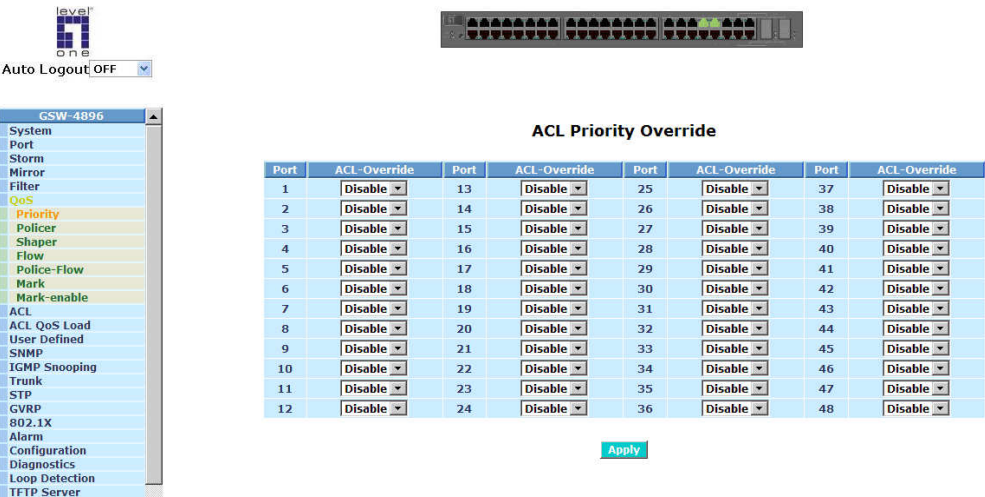 level
one
Auto Logout OFF
GSW-4896
System
Port
Storm
Mirror
Filter
QoS
Priority
Policer
Shaper
Flow
Police-Flow
Mark
Mark-enable
ACL
ACL QoS Load
User Defined
SNMP
IGMP Snooping
Trunk
STP
GVRP
802.1X
Alarm
Configuration
Diagnostics
Loop Detection
TFTP Server
ACL Priority Override
Port ACL-Override Port ACL-Override Port ACL-Override Port ACL-Override
1 Disable 13 Disable 25 Disable 37 Disable
2 Disable 14 Disable 26 Disable 38 Disable
3 Disable 15 Disable 27 Disable 39 Disable
4 Disable 16 Disable 28 Disable 40 Disable
5 Disable 17 Disable 29 Disable 41 Disable
6 Disable 18 Disable 30 Disable 42 Disable
7 Disable 19 Disable 31 Disable 43 Disable
8 Disable 20 Disable 32 Disable 44 Disable
9 Disable 21 Disable 33 Disable 45 Disable
10 Disable 22 Disable 34 Disable 46 Disable
11 Disable 23 Disable 35 Disable 47 Disable
12 Disable 24 Disable 36 Disable 48 Disable
Apply